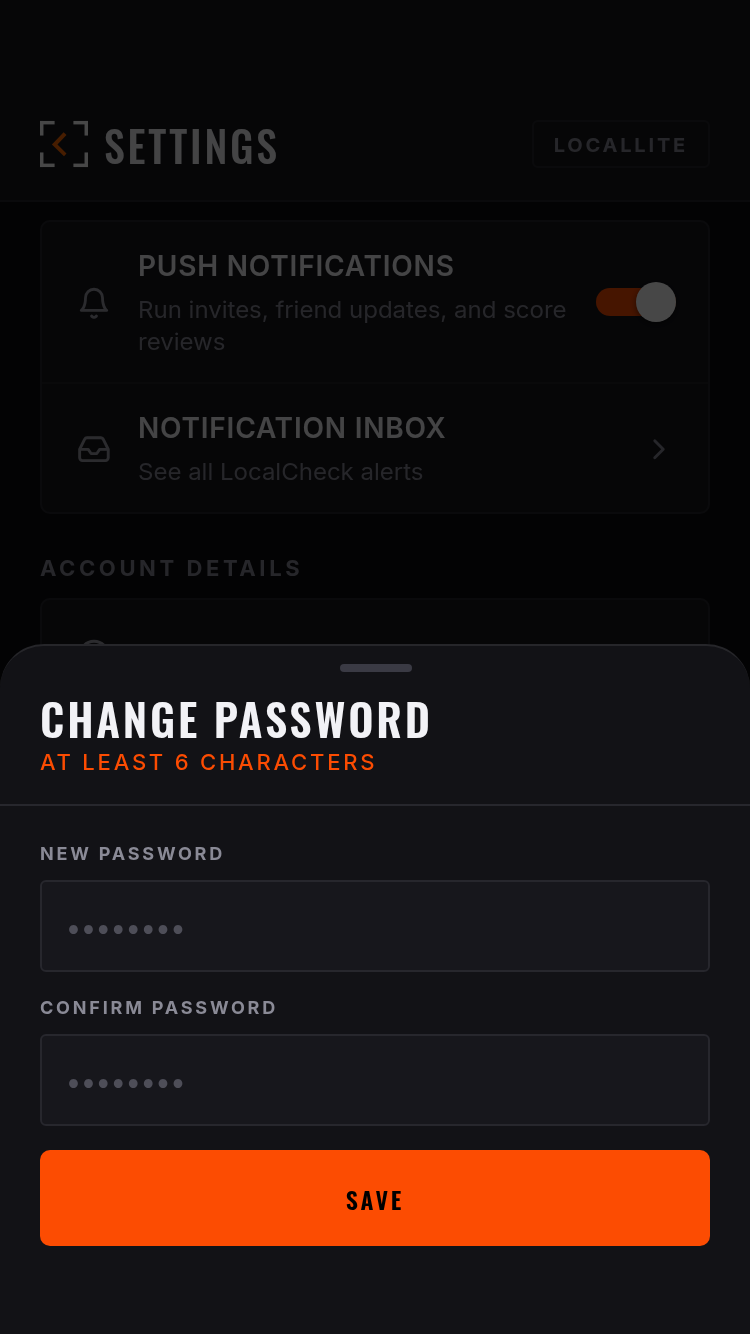 SETTINGS
LOCALLITE
PUSH NOTIFICATIONS
Run invites, friend updates, and score
reviews
NOTIFICATION INBOX
See all LocalCheck alerts
ACCOUNT DETAILS
CHANGE PASSWORD
AT LEAST 6 CHARACTERS
NEW PASSWORD
••••••••
CONFIRM PASSWORD
••••••••
SAVE